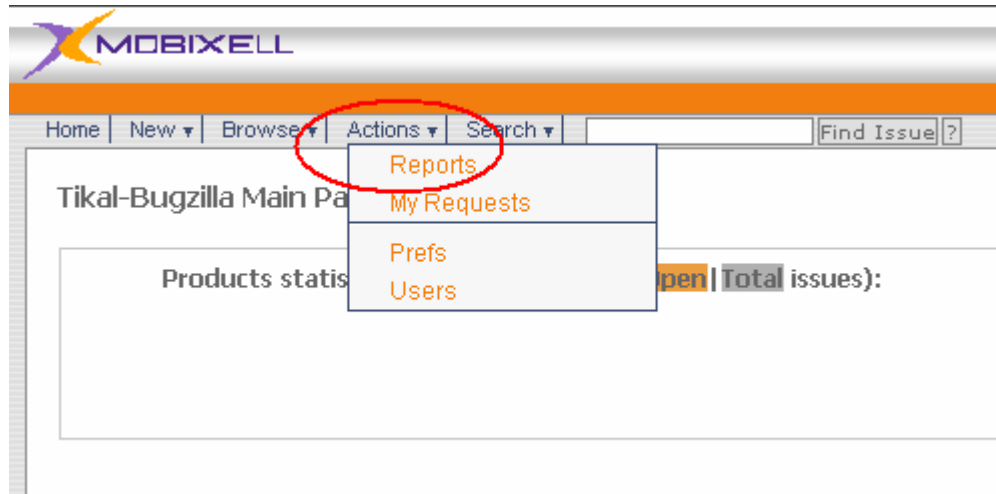 MOBIXELL
Home New ▾ Browse ▾ Actions ▾ Search ▾ Find Issue ?
Reports
Tikal-Bugzilla Main Pa
My Requests
Prefs
Products statis pen|Total issues):
Users